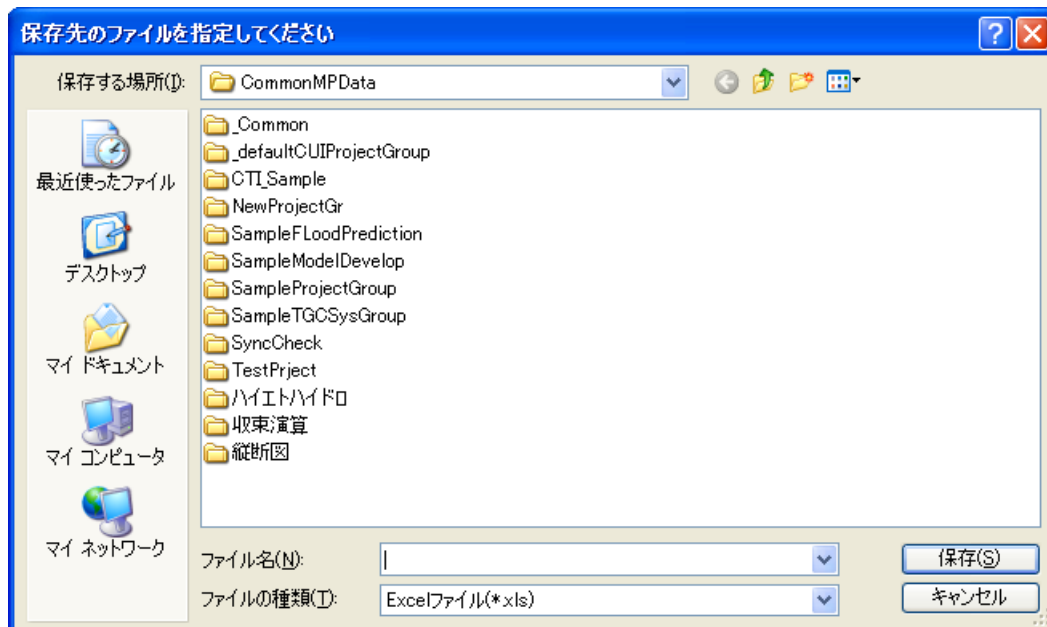 保存先のファイルを指定してください
保存する場所(I): CommonMPData
最近使ったファイル
デスクトップ
マイ ドキュメント
マイ コンピュータ
マイ ネットワーク
_Common
_defaultCUIProjectGroup
CTI_Sample
NewProjectGr
SampleFLoodPrediction
SampleModelDevelop
SampleProjectGroup
SampleTGCSysGroup
SyncCheck
TestPrject
ハイエトハイドロ
収束演算
縦断図
ファイル名(N): 保存(S)
ファイルの種類(T): Excelファイル(*.xls) キャンセル